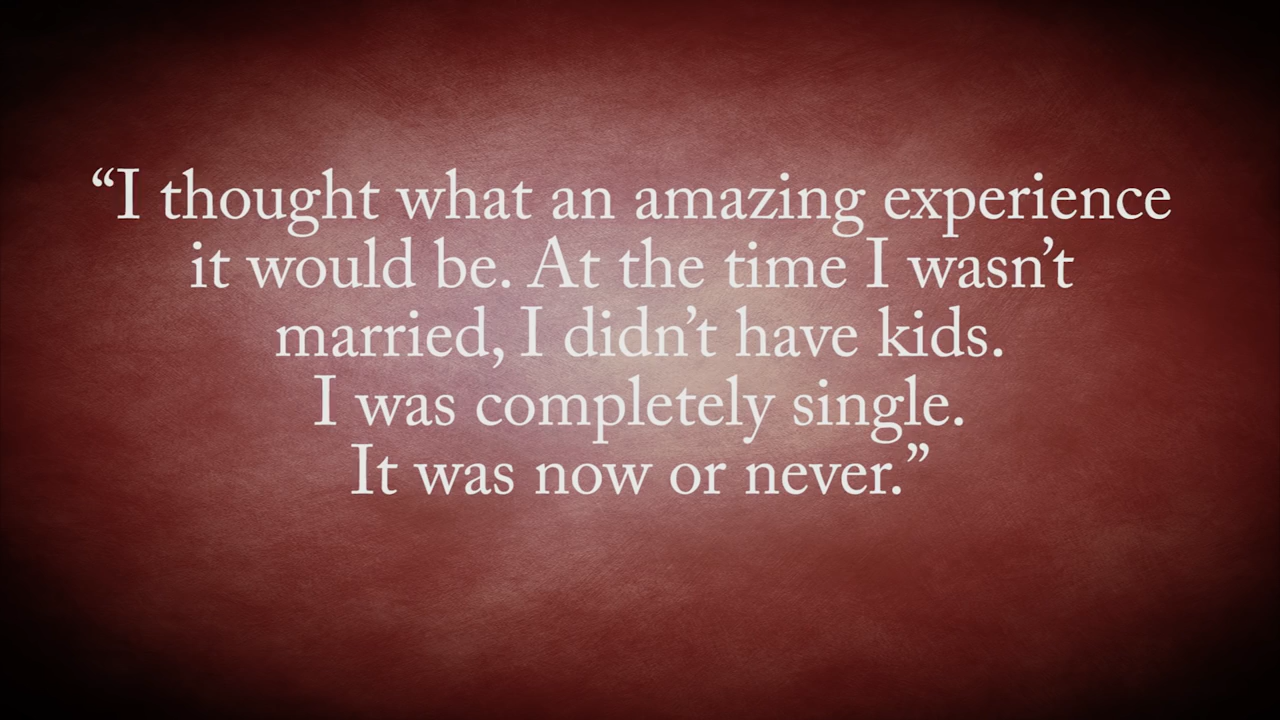 “I thought what an amazing experience
it would be. At the time I wasn’t
married, I didn’t have kids.
I was completely single.
It was now or never.”